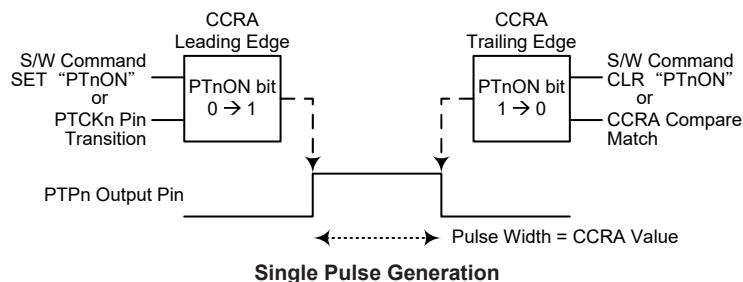 CCRA
Leading Edge
CCRA
Trailing Edge
S/W Command
SET “PTnON”
or
PTCKn Pin
Transition
PTnON bit
0 → 1
PTnON bit
1 → 0
S/W Command
CLR “PTnON”
or
CCRA Compare
Match
PTPn Output Pin
Pulse Width = CCRA Value
Single Pulse Generation